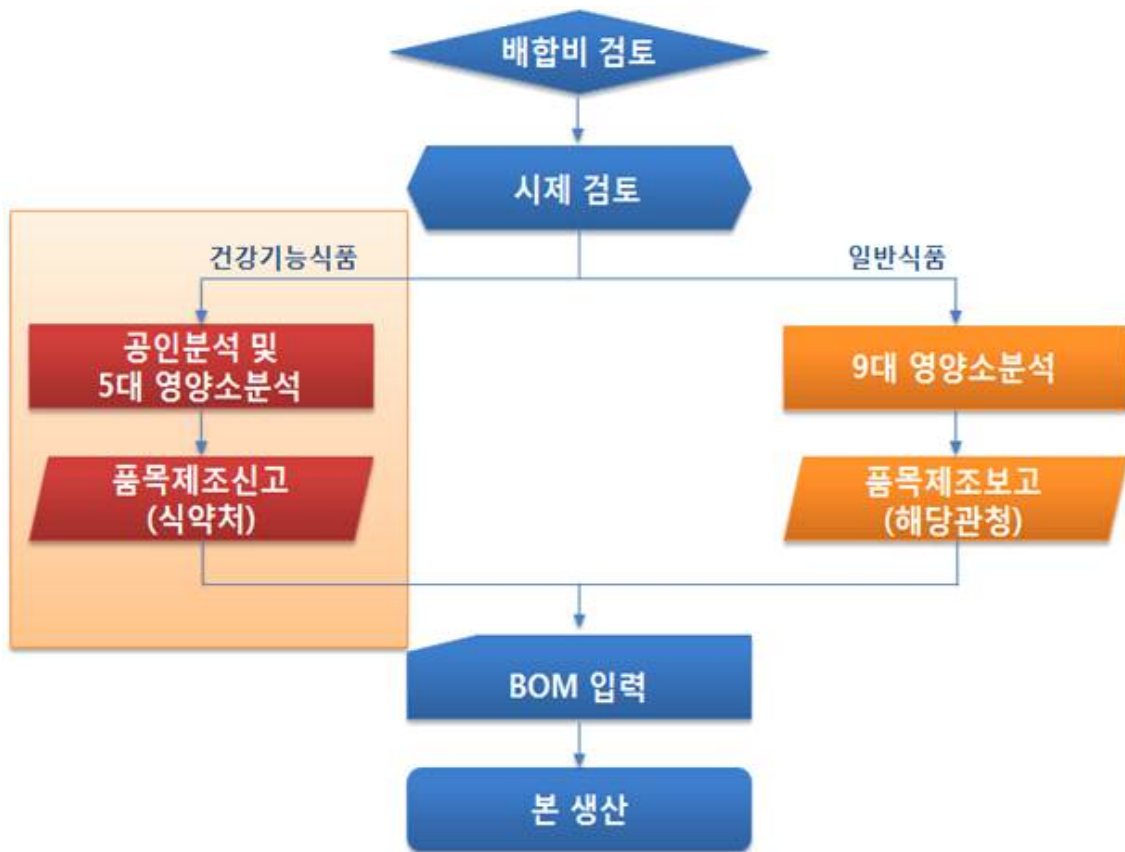 배합비 검토
시제 검토
건강기능식품
일반식품
공인분석 및
5대 영양소분석
9대 영양소분석
품목제조신고
(식약처)
품목제조보고
(해당관청)
BOM 입력
본 생산